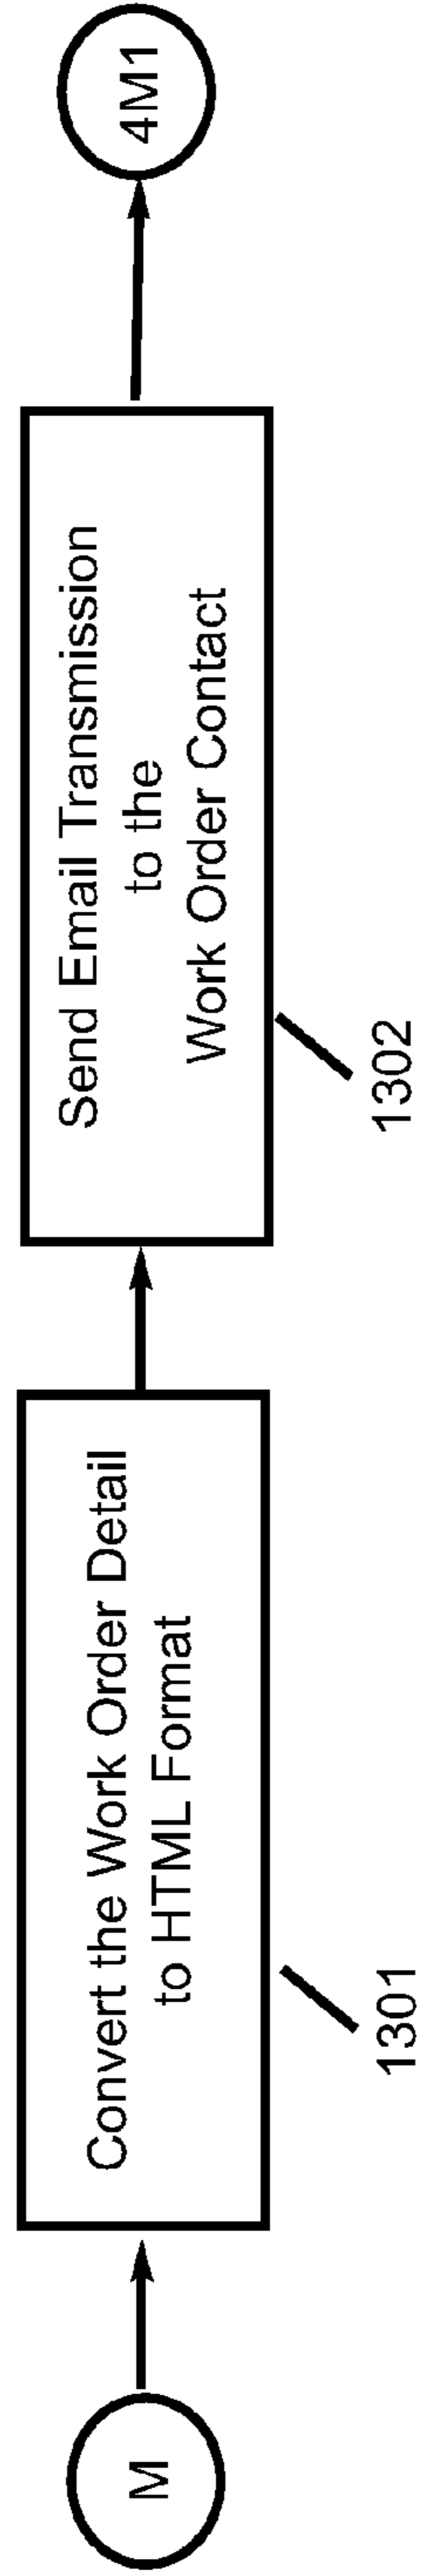 M
Convert the Work Order Detail
to HTML Format
1301
Send Email Transmission
to the
Work Order Contact
1302
4M1